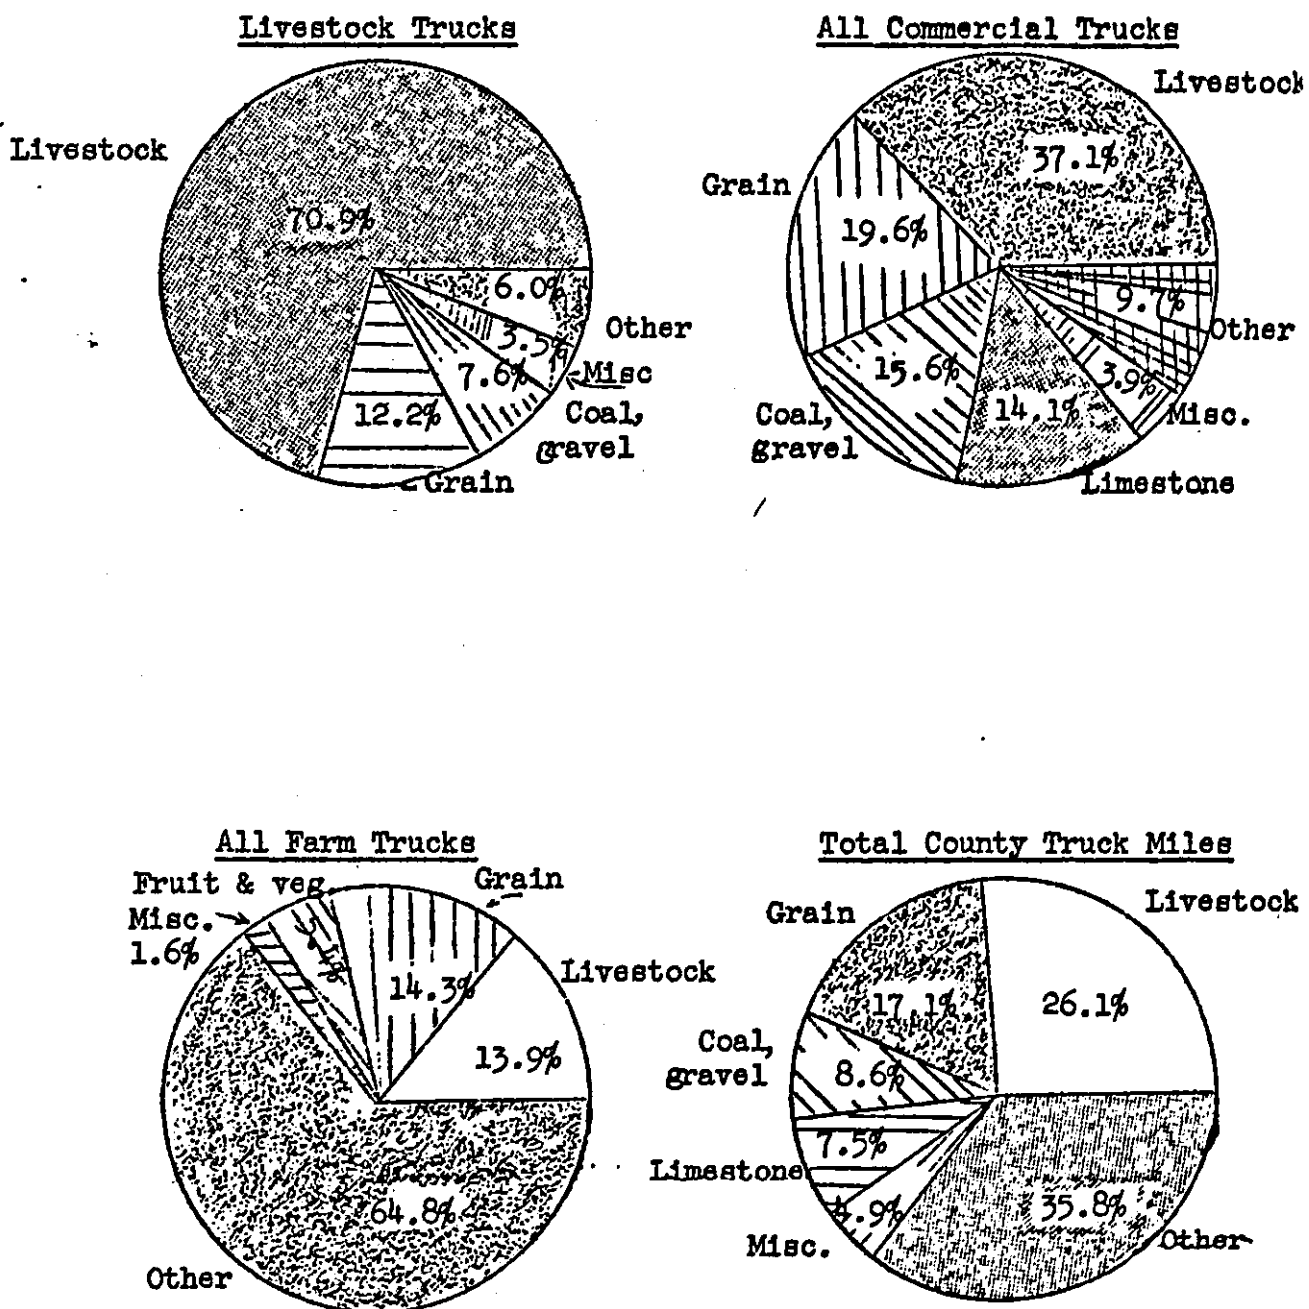 Livestock Trucks
Livestock
70.9%
6.0%
Other
3.5%
Misc
7.6%
Coal,
gravel
12.2%
Grain
All Commercial Trucks
Livestock
37.1%
Grain
19.6%
9.7%
Other
15.6%
3.9%
Misc.
Coal,
gravel
14.1%
Limestone
All Farm Trucks
Fruit & veg.
Grain
Misc.
1.6%
5.4%
14.3%
Livestock
13.9%
64.8%
Other
Total County Truck Miles
Livestock
Grain
17.1%
26.1%
Coal,
gravel
8.6%
7.5%
Limestone
.9%
35.8%
Other
Misc.